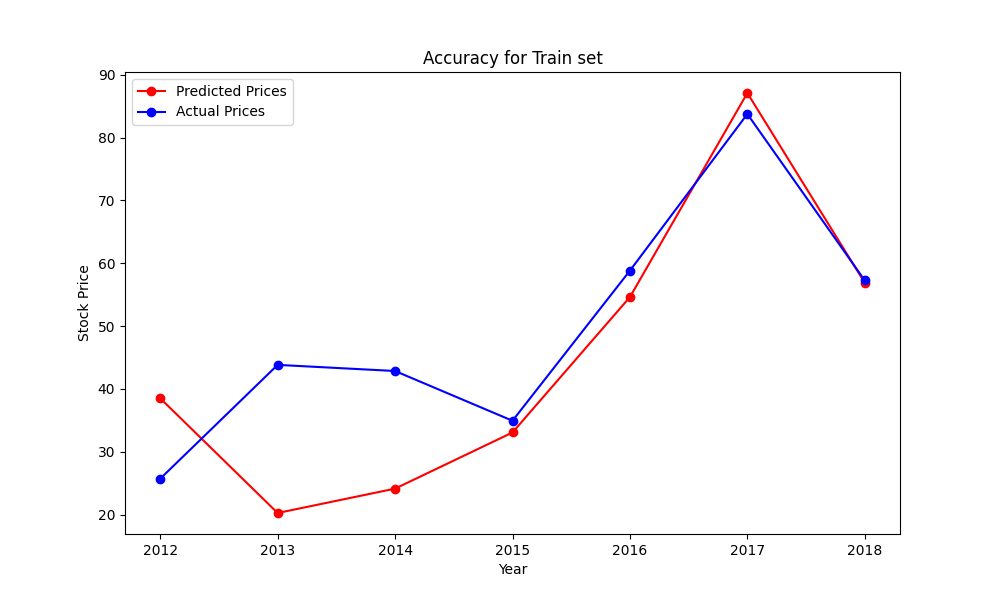 Accuracy for Train set
Predicted Prices
Actual Prices
90
80
70
60
50
40
30
20
Stock Price
2012 2013 2014 2015 2016 2017 2018
Year